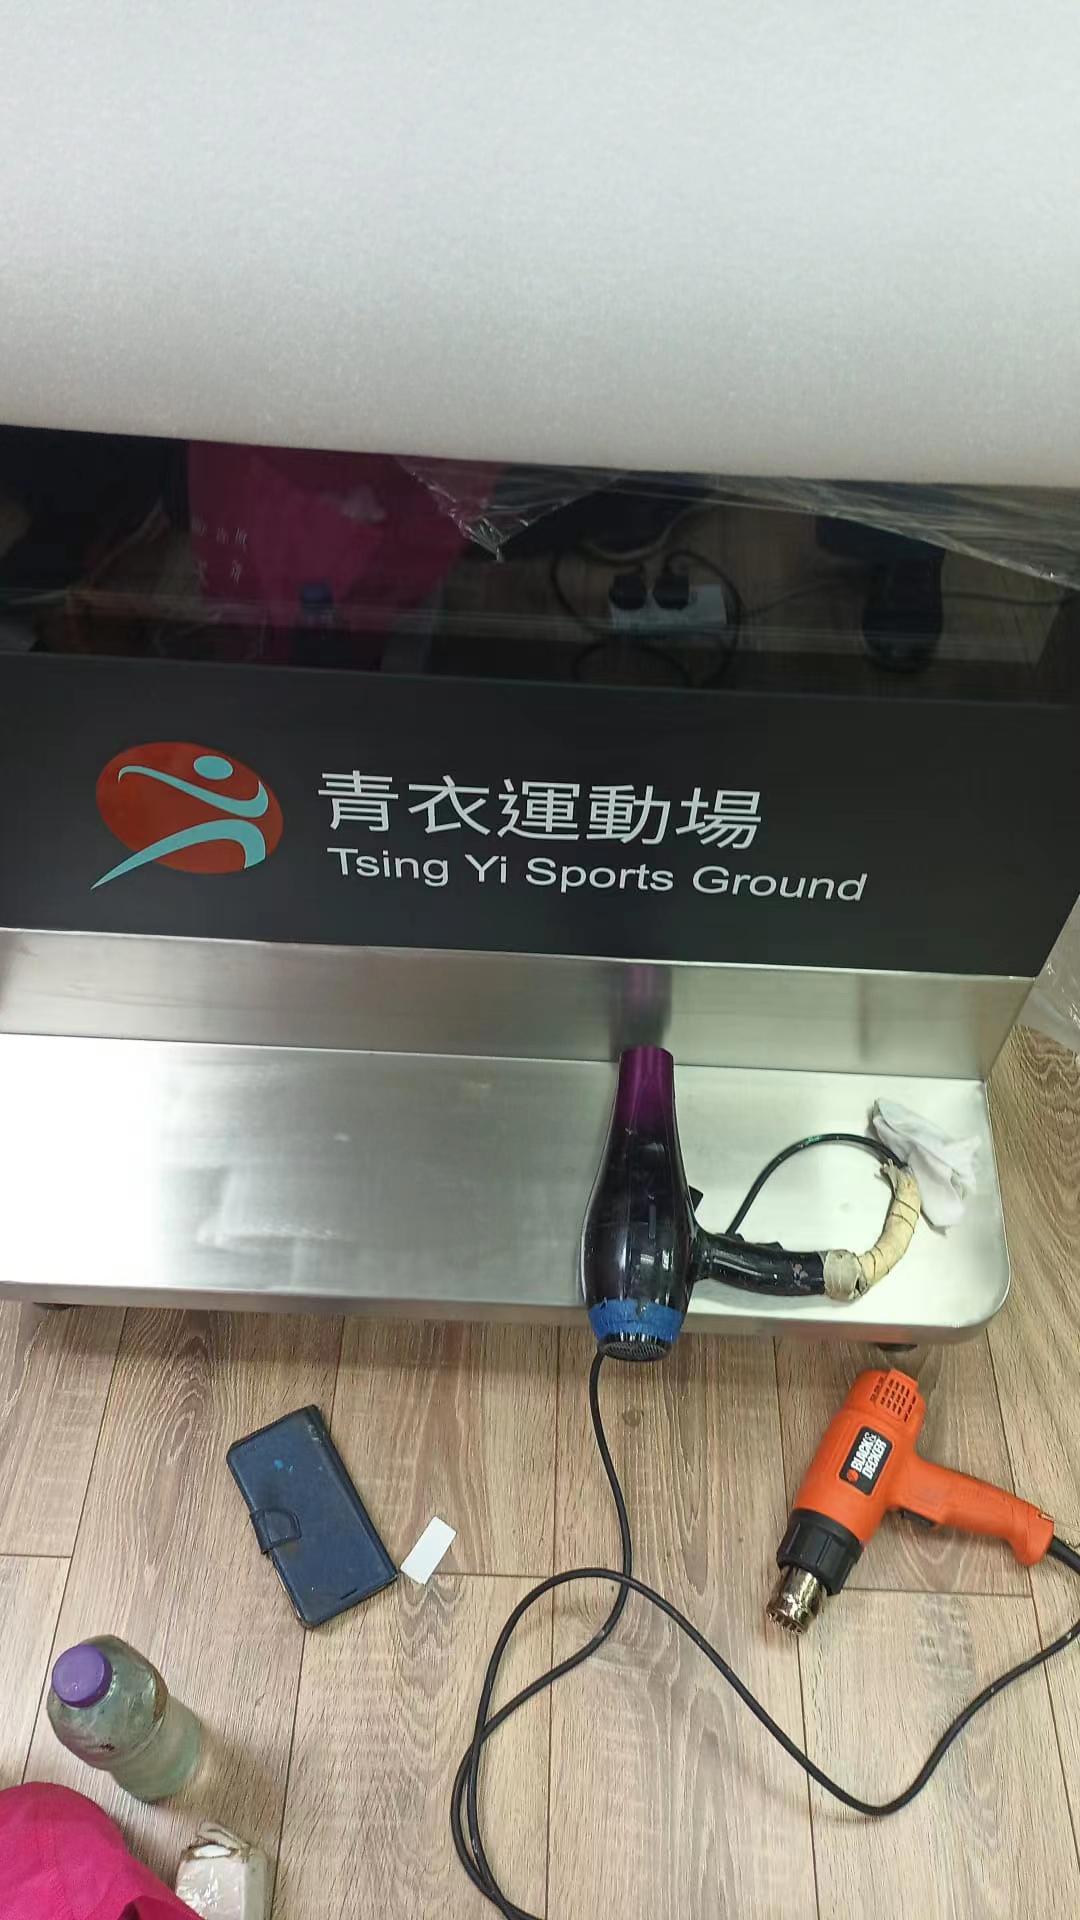 青衣運動場
Tsing Yi Sports Ground
BLACK&
DECKER